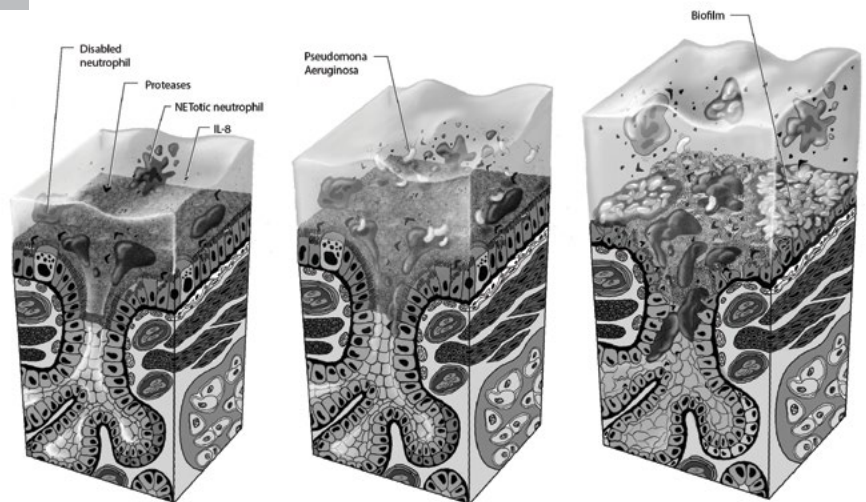 Disabled
neutrophil
Proteases
NETotic neutrophil
IL-8
Pseudomona
Aeruginosa
Biofilm